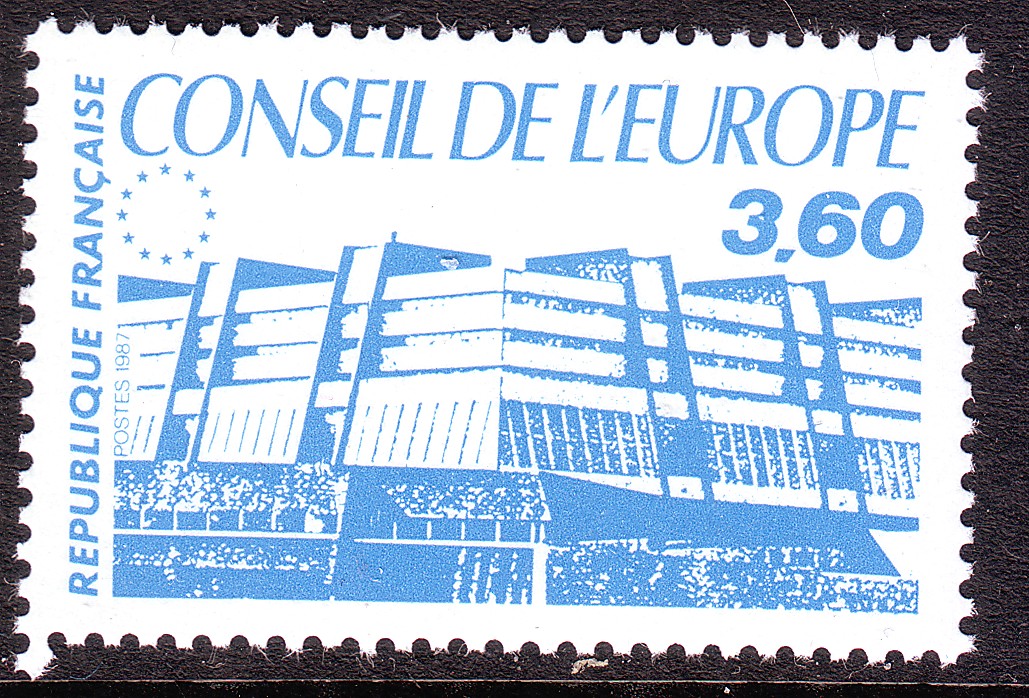 CONSEIL DE L'EUROPE
3,60
REPUBLIQUE FRANÇAISE
POSTES 1987